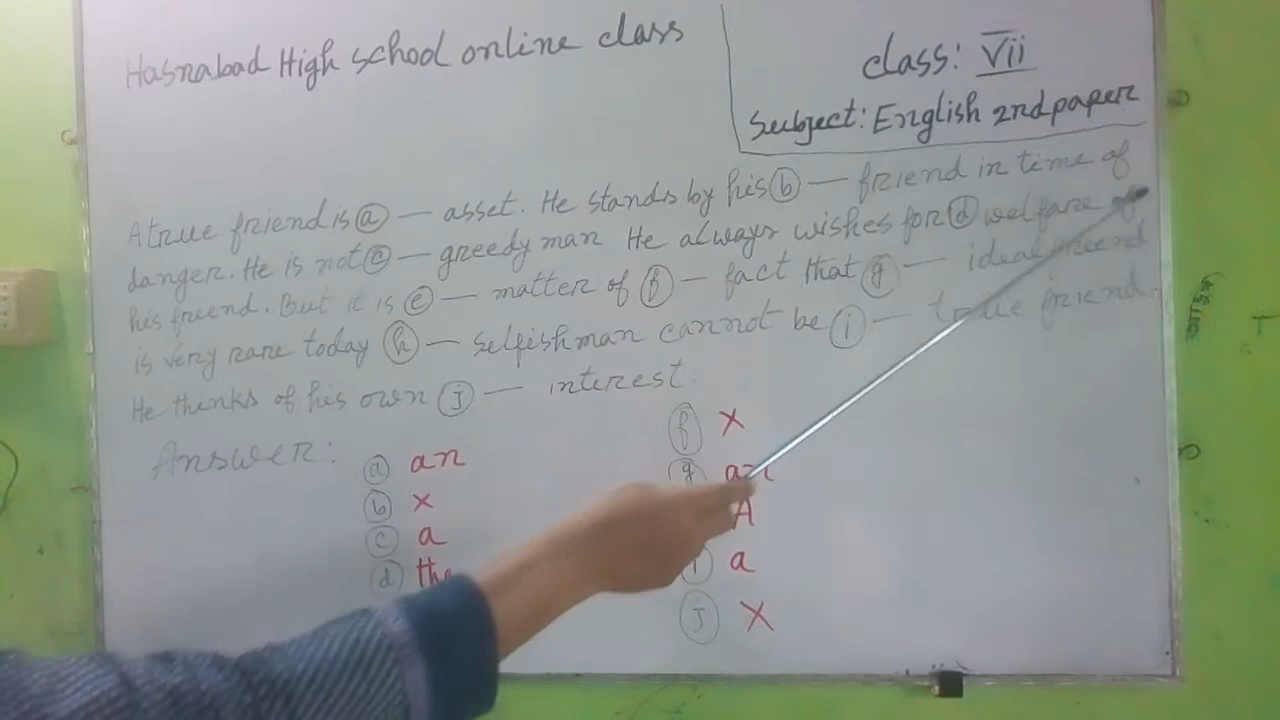 Hasnabad High school online class
class: Vii
Subject: English 2nd paper
A true friend is ⓐ — asset. He stands by his ⓑ — friend in time of
danger. He is not ⓒ — greedy man He always wishes for ⓓ welfare of
his friend. But it is ⓔ — matter of ⓕ — fact that ⓖ — ideal friend
is very rare today ⓗ — selfish man cannot be ⓘ — true friend.
He thinks of his own ⓙ — interest.
Answer:
ⓐ an
ⓑ x
ⓒ a
ⓓ the
ⓕ x
ⓖ an
A
ⓘ a
ⓙ X